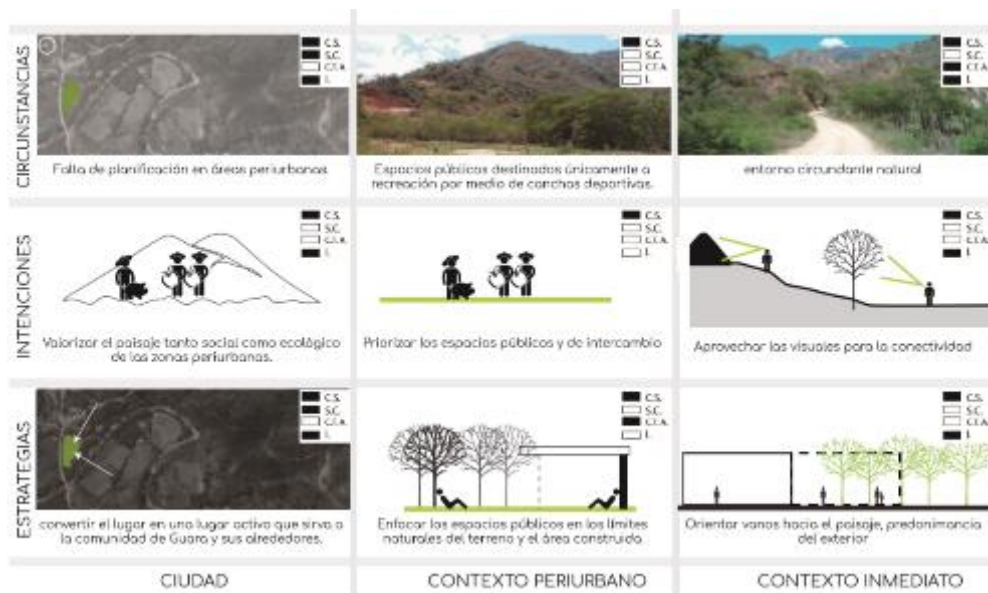 CIRCUNSTANCIAS
C.S.
S.C.
C.T.A.
I.
Falta de planificación en áreas periurbanas.
C.S.
S.C.
C.T.A.
I.
Espacios públicos destinados únicamente a
recreación por medio de canchas deportivas.
C.S.
S.C.
C.T.A.
I.
entorno circundante natural
INTENCIONES
C.S.
S.C.
C.T.A.
I.
Valorizar el paisaje tanto social como ecológico
de las zonas periurbanas.
C.S.
S.C.
C.T.A.
I.
Priorizar los espacios públicos y de intercambio
C.S.
S.C.
C.T.A.
I.
Aprovechar las visuales para la conectividad
ESTRATEGIAS
C.S.
S.C.
C.T.A.
I.
convertir el lugar en una lugar activo que sirva a
la comunidad de Guara y sus alrededores.
C.S.
S.C.
C.T.A.
I.
Enfocar los espacios públicos en los límites
naturales del terreno y el área construida
C.S.
S.C.
C.T.A.
I.
Orientar vanos hacia el paisaje, predonimancia
del exterior
CIUDAD
CONTEXTO PERIURBANO
CONTEXTO INMEDIATO